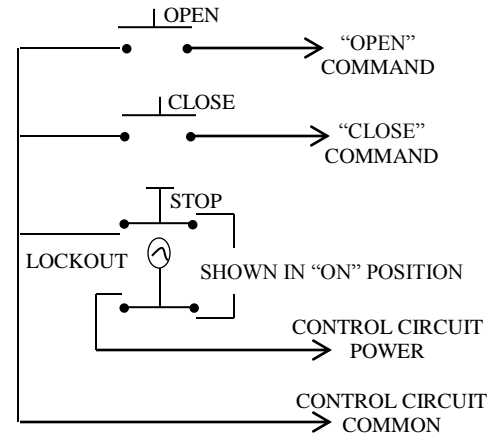 OPEN
“OPEN”
COMMAND
CLOSE
“CLOSE”
COMMAND
STOP
LOCKOUT
SHOWN IN “ON” POSITION
CONTROL CIRCUIT
POWER
CONTROL CIRCUIT
COMMON